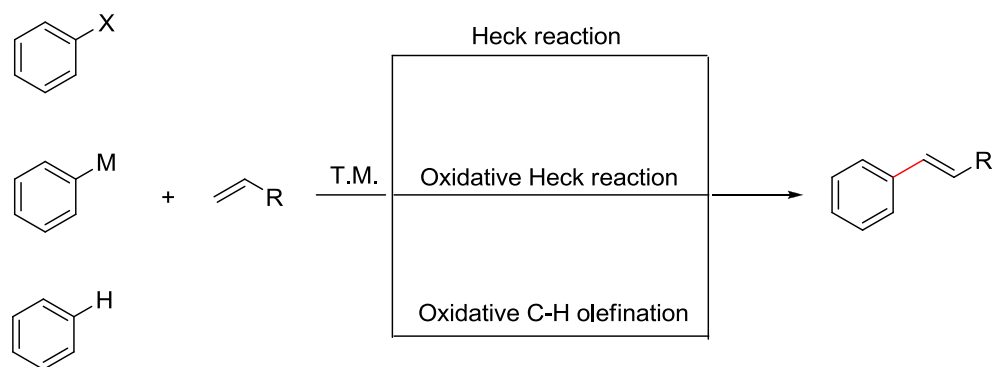 X
Heck reaction
M
+
R
T.M.
Oxidative Heck reaction
R
H
Oxidative C-H olefination